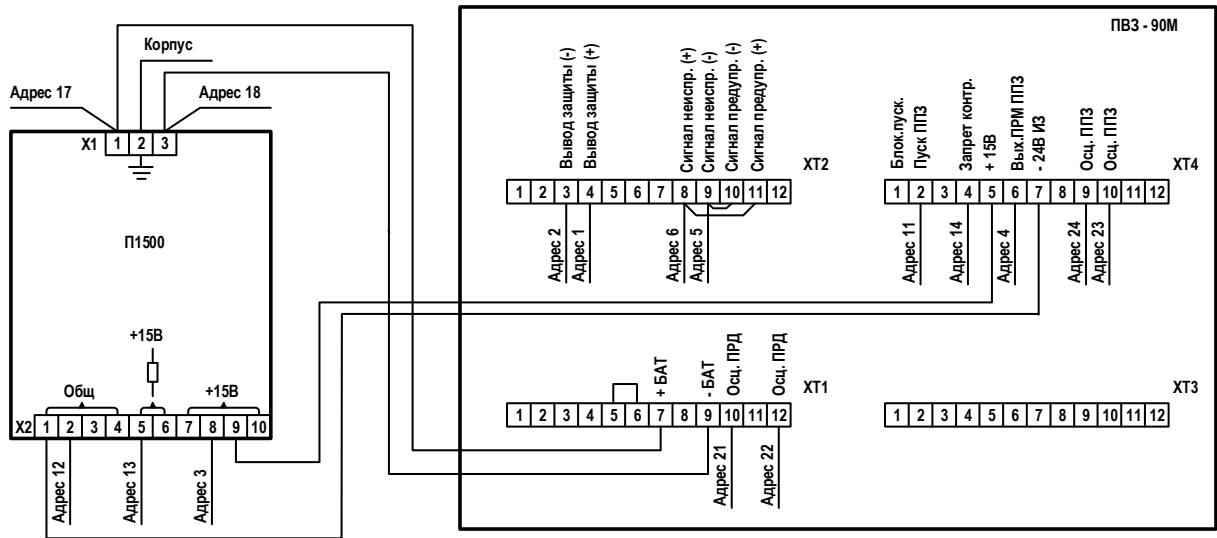 ПВЗ - 90М
Корпус
Адрес 17
Адрес 18
X1 1 2 3
П1500
+15В
Общ
+15В
X2 1 2 3 4 5 6 7 8 9 10
Адрес 12
Адрес 13
Адрес 3
Вывод защиты (-)
Вывод защиты (+)
Сигнал неиспр. (+)
Сигнал неиспр. (-)
Сигнал предупр. (-)
Сигнал предупр. (+)
XT2
1 2 3 4 5 6 7 8 9 10 11 12
Адрес 2
Адрес 1
Адрес 6
Адрес 5
Блок.пуск.
Пуск ППЗ
Запрет контр.
+ 15В
Вых.ПРМ ППЗ
- 24В ИЗ
Осц. ППЗ
Осц. ППЗ
XT4
1 2 3 4 5 6 7 8 9 10 11 12
Адрес 11
Адрес 14
Адрес 4
Адрес 24
Адрес 23
+ БАТ
- БАТ
Осц. ПРД
Осц. ПРД
XT1
1 2 3 4 5 6 7 8 9 10 11 12
Адрес 21
Адрес 22
XT3
1 2 3 4 5 6 7 8 9 10 11 12